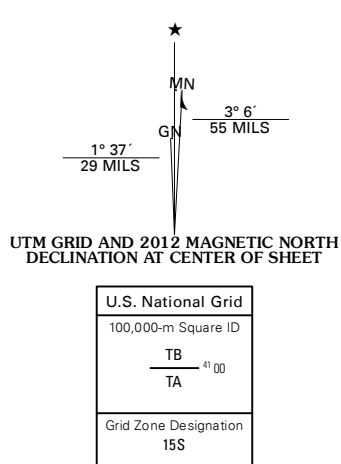 ★
MN
3° 6´
55 MILS
GN
1° 37´
29 MILS
UTM GRID AND 2012 MAGNETIC NORTH
DECLINATION AT CENTER OF SHEET
U.S. National Grid
100,000-m Square ID
TB
41 00
TA
Grid Zone Designation
15S